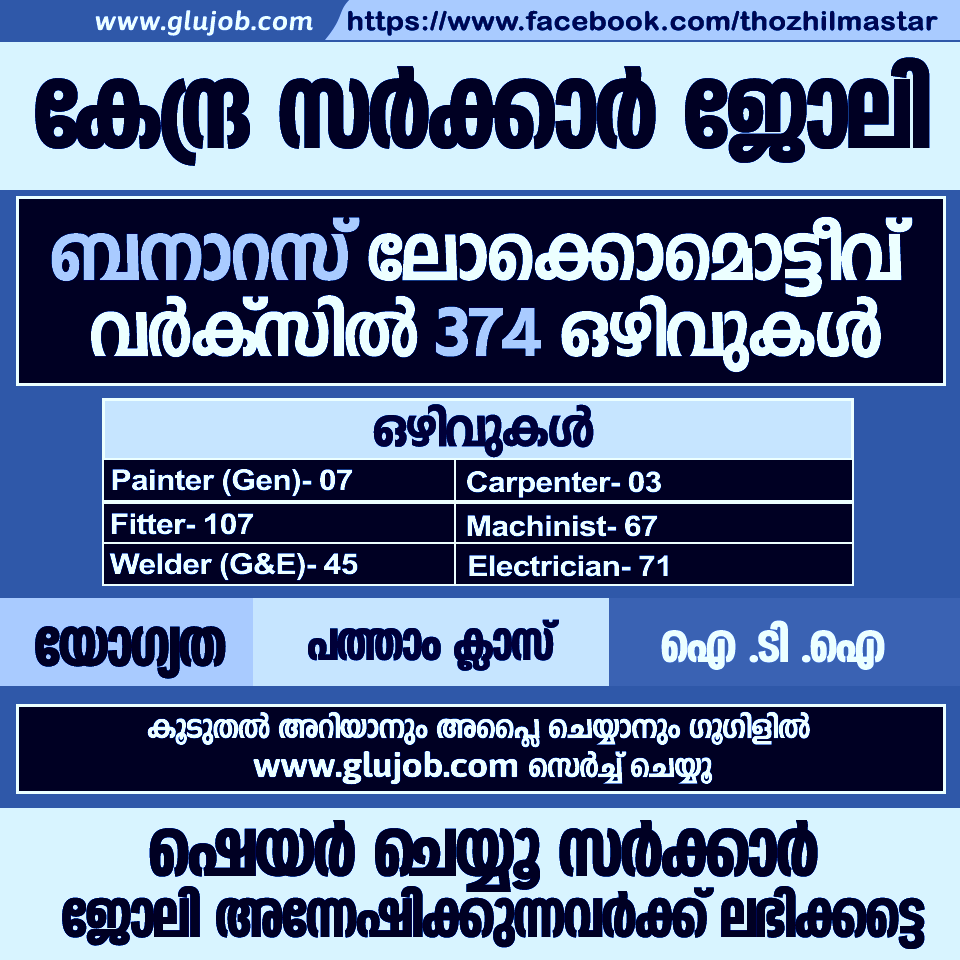 www.glujob.com https://www.facebook.com/thozhilmastar
കേന്ദ്ര സർക്കാർ ജോലി
ബനാറസ് ലോക്കൊമൊട്ടീവ്
വർക്സിൽ 374 ഒഴിവുകൾ
ഒഴിവുകൾ
Painter (Gen)- 07 Carpenter- 03
Fitter- 107 Machinist- 67
Welder (G&E)- 45 Electrician- 71
യോഗ്യത പത്താം ക്ലാസ് ഐ .ടി .ഐ
കൂടുതൽ അറിയാനും അപ്പ്ലൈ ചെയ്യാനും ഗൂഗിളിൽ
www.glujob.com സെർച്ച് ചെയ്യൂ
ഷെയർ ചെയ്യൂ സർക്കാർ
ജോലി അന്നേഷിക്കുന്നവർക്ക് ലഭിക്കട്ടെ